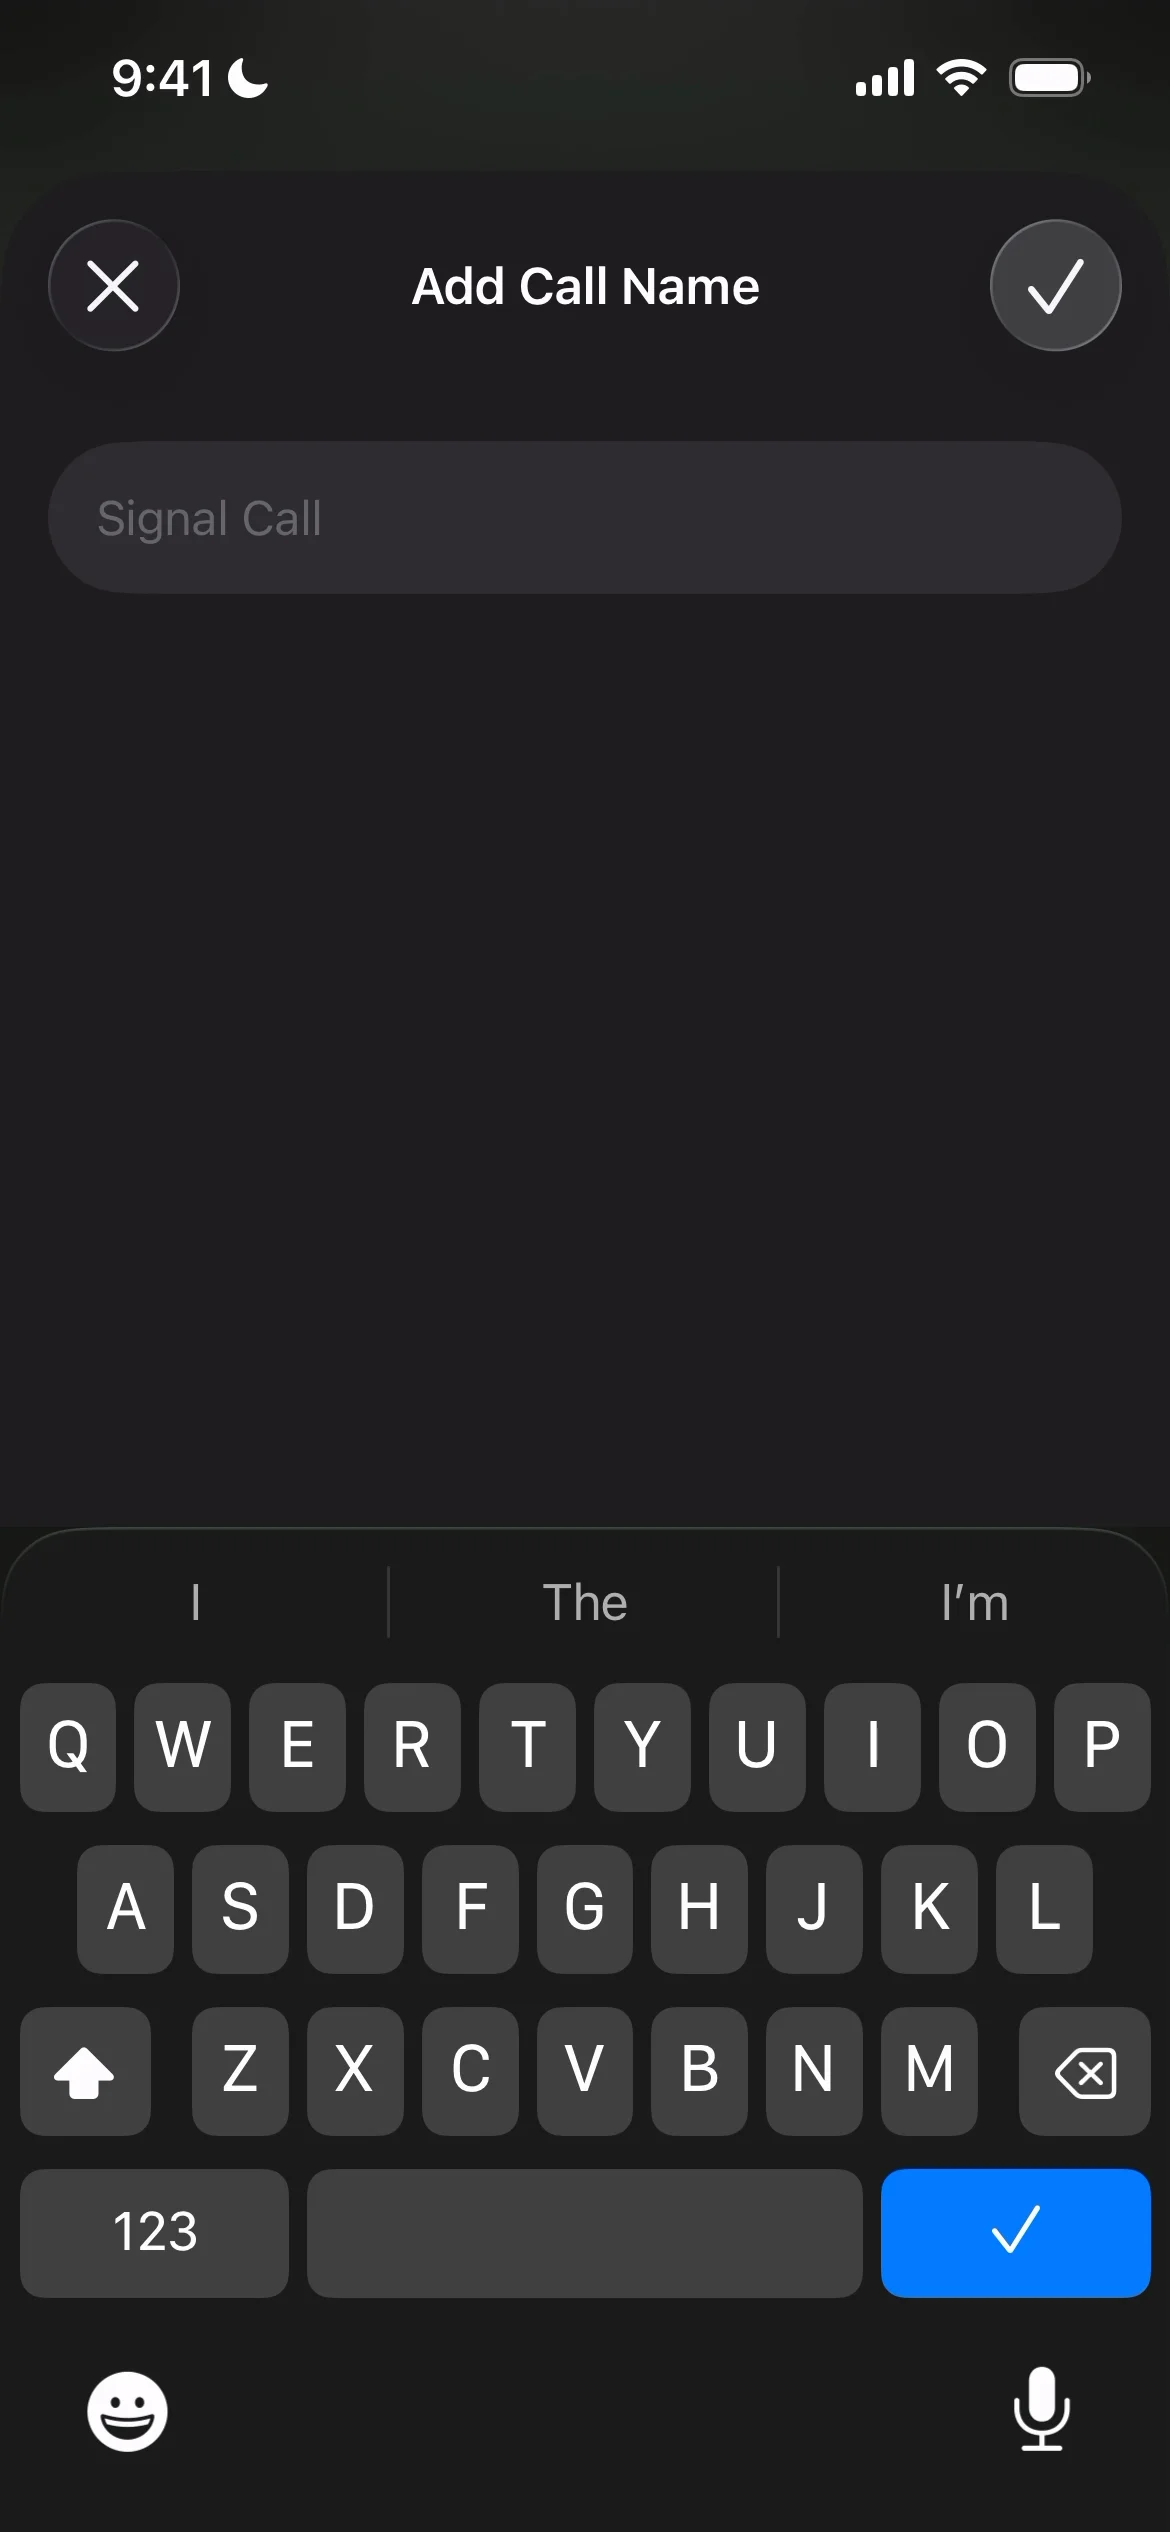 9:41
Add Call Name
Signal Call
I The I’m
Q W E R T Y U I O P
A S D F G H J K L
Z X C V B N M
123